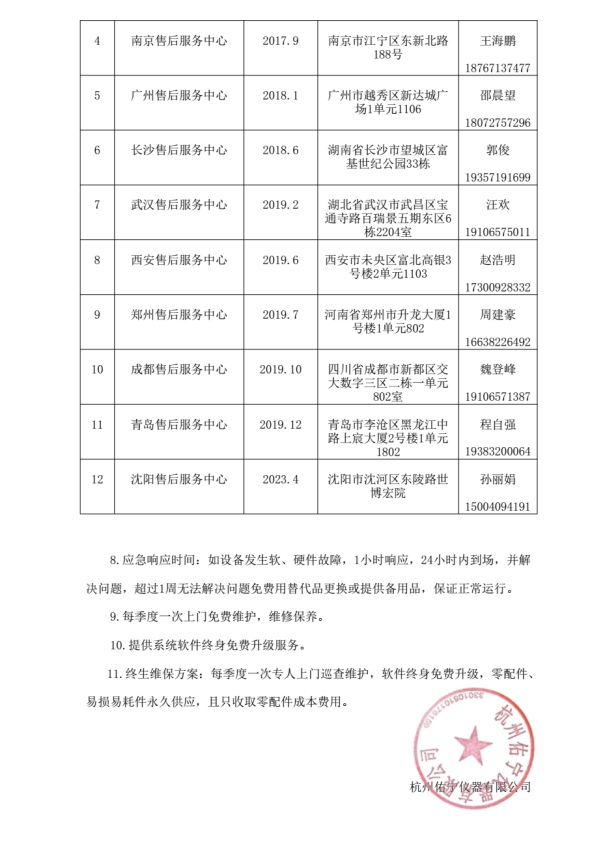 4 南京售后服务中心 2017.9 南京市江宁区东新北路 王海鹏
188号
18767137477
5 广州售后服务中心 2018.1 广州市越秀区新达城广 邵晨望
场1单元1106
18072757296
6 长沙售后服务中心 2018.6 湖南省长沙市望城区富 郭俊
基世纪公园33栋
19357191699
7 武汉售后服务中心 2019.2 湖北省武汉市武昌区宝 汪欢
通寺路百瑞景五期东区6
栋2204室 19106575011
8 西安售后服务中心 2019.6 西安市未央区富北高银3 赵浩明
号楼2单元1103
17300928332
9 郑州售后服务中心 2019.7 河南省郑州市升龙大厦1 周建豪
号楼1单元802
16638226492
10 成都售后服务中心 2019.10 四川省成都市新都区交 魏登峰
大数字三区二栋一单元
802室 19106571387
11 青岛售后服务中心 2019.12 青岛市李沧区黑龙江中 程自强
路上宸大厦2号楼1单元
1802 19383200064
12 沈阳售后服务中心 2023.4 沈阳市沈河区东陵路世 孙丽娟
博宏院
15004094191
8.应急响应时间：如设备发生软、硬件故障，1小时响应，24小时内到场，并解
决问题，超过1周无法解决问题免费用替代品更换或提供备用品，保证正常运行。
9.每季度一次上门免费维护，维修保养。
10.提供系统软件终身免费升级服务。
11.终生维保方案：每季度一次专人上门巡查维护，软件终身免费升级，零配件、
易损易耗件永久供应，且只收取零配件成本费用。
杭州佑宁仪器有限公司
杭州佑宁仪器有限公司